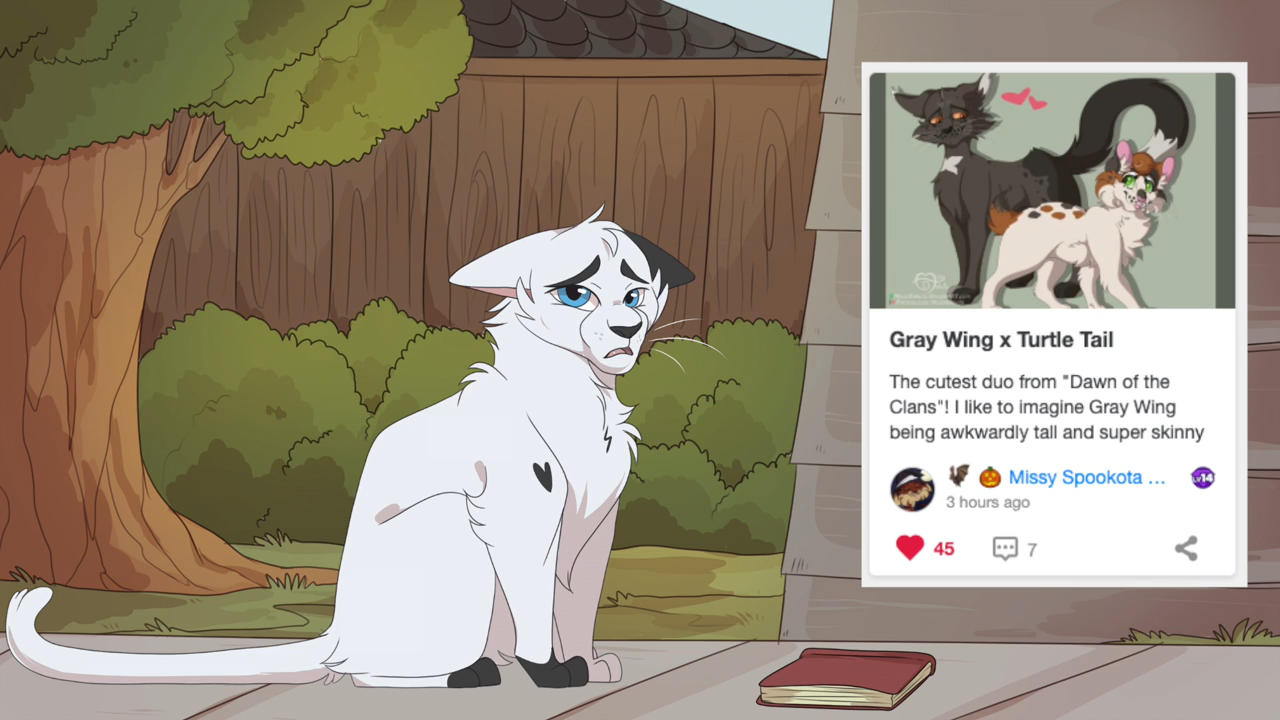 Gray Wing x Turtle Tail
The cutest duo from "Dawn of the
Clans"! I like to imagine Gray Wing
being awkwardly tall and super skinny
Missy Spookota ...
LV14
3 hours ago
45
7